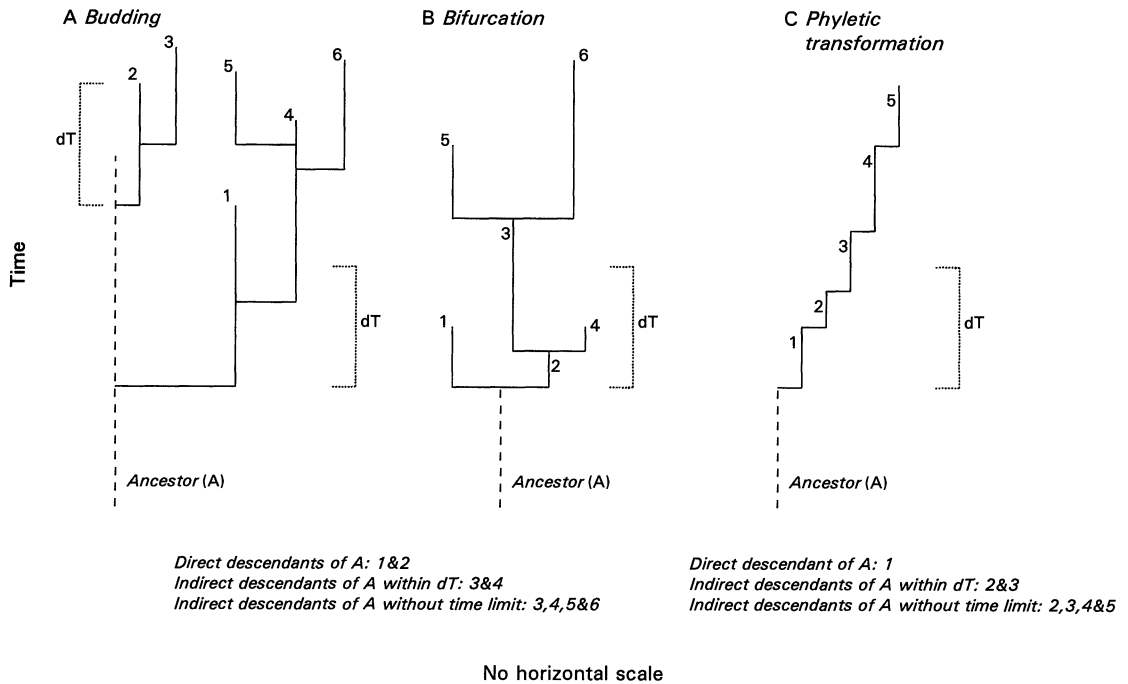 A Budding
B Bifurcation
C Phyletic
transformation
3
2
5
6
4
1
dT
dT
Ancestor (A)
6
5
3
1
4
2
dT
Ancestor (A)
5
4
3
2
1
dT
Ancestor (A)
Time
Direct descendants of A: 1&2
Indirect descendants of A within dT: 3&4
Indirect descendants of A without time limit: 3,4,5&6
Direct descendant of A: 1
Indirect descendants of A within dT: 2&3
Indirect descendants of A without time limit: 2,3,4&5
No horizontal scale